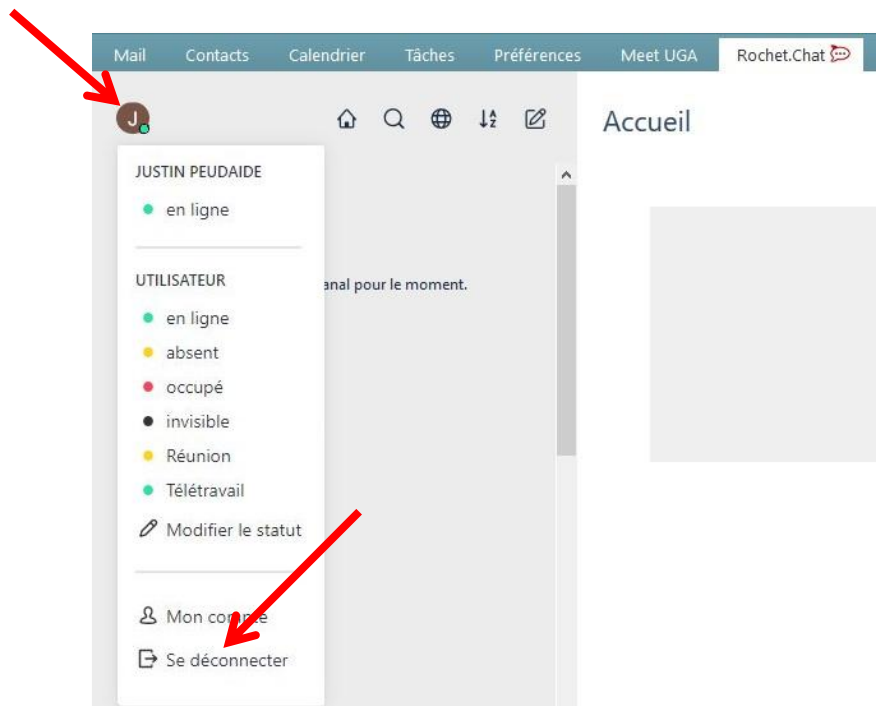 Mail Contacts Calendrier Tâches Préférences Meet UGA Rochet.Chat
J
Accueil
JUSTIN PEUDAIDE
en ligne
UTILISATEUR
anal pour le moment.
en ligne
absent
occupé
invisible
Réunion
Télétravail
Modifier le statut
Mon compte
Se déconnecter